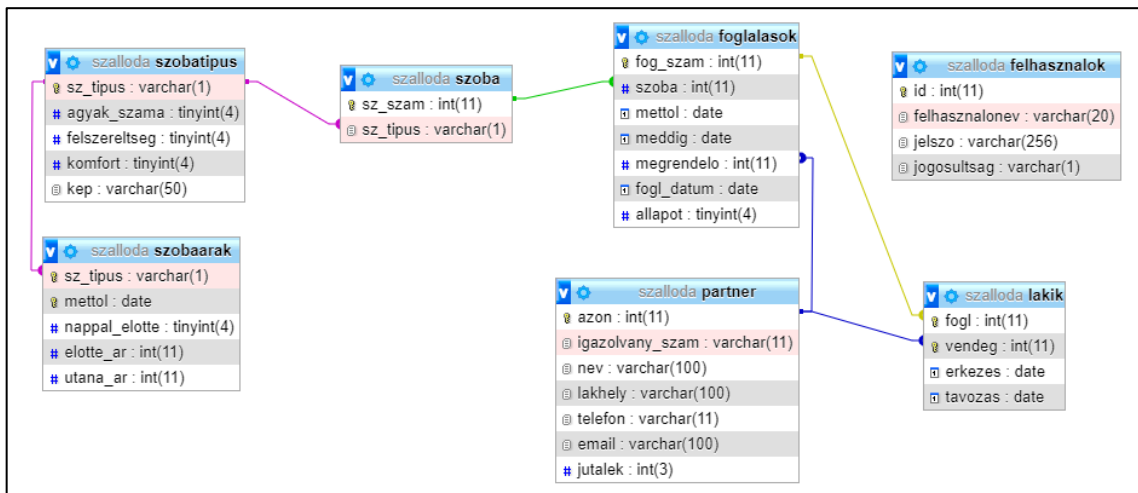 szalloda szobatipus
sz_tipus : varchar(1)
agyak_szama : tinyint(4)
felszereltseg : tinyint(4)
komfort : tinyint(4)
kep : varchar(50)
szalloda szoba
sz_szam : int(11)
sz_tipus : varchar(1)
szalloda foglalasok
fog_szam : int(11)
szoba : int(11)
mettol : date
meddig : date
megrendelo : int(11)
fogl_datum : date
allapot : tinyint(4)
szalloda felhasznalok
id : int(11)
felhasznalonev : varchar(20)
jelszo : varchar(256)
jogosultsag : varchar(1)
szalloda szobaarak
sz_tipus : varchar(1)
mettol : date
nappal_elotte : tinyint(4)
elotte_ar : int(11)
utana_ar : int(11)
szalloda partner
azon : int(11)
igazolvany_szam : varchar(11)
nev : varchar(100)
lakhely : varchar(100)
telefon : varchar(11)
email : varchar(100)
jutalek : int(3)
szalloda lakik
fogl : int(11)
vendeg : int(11)
erkezes : date
tavozas : date